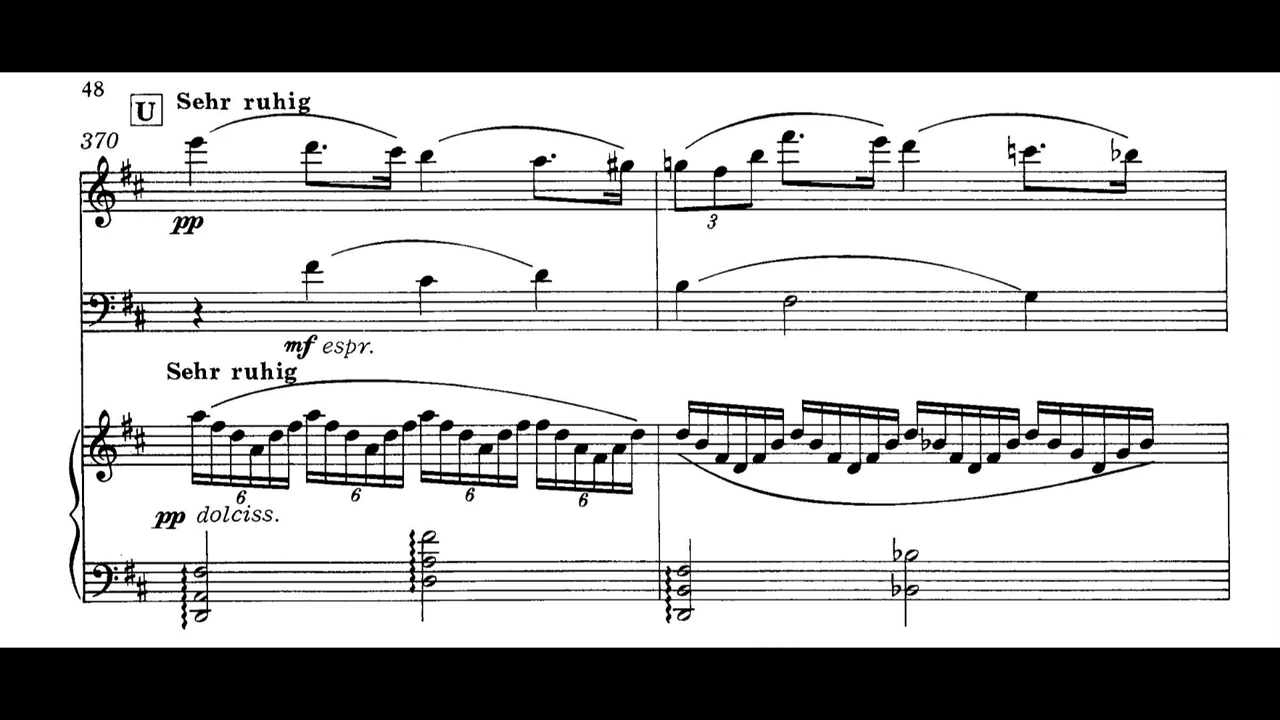 48
U Sehr ruhig
370
pp
3
mf espr.
Sehr ruhig
6 6 6 6
pp dolciss.